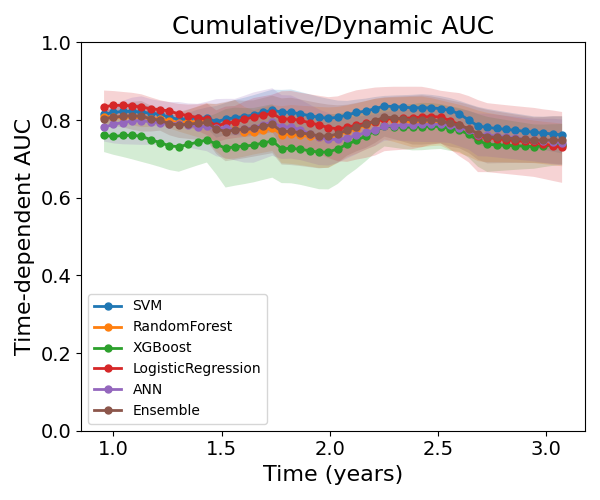 Cumulative/Dynamic AUC
Time-dependent AUC
1.0
0.8
0.6
0.4
0.2
0.0
SVM
RandomForest
XGBoost
LogisticRegression
ANN
Ensemble
1.0 1.5 2.0 2.5 3.0
Time (years)